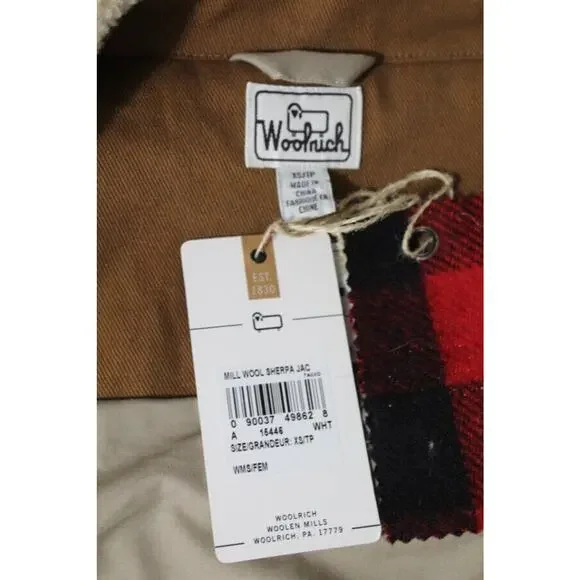 Woolrich
XS/TP
MADE IN
CHINA
FABRIQUÉ EN
CHINE
EST.
1830
MILL WOOL SHERPA JAC
0 90037 49862 8
A 15446 WHT
SIZE/GRANDEUR: XS/TP
WMS/FEM
WOOLRICH
WOOLEN MILLS
WOOLRICH, PA. 17779